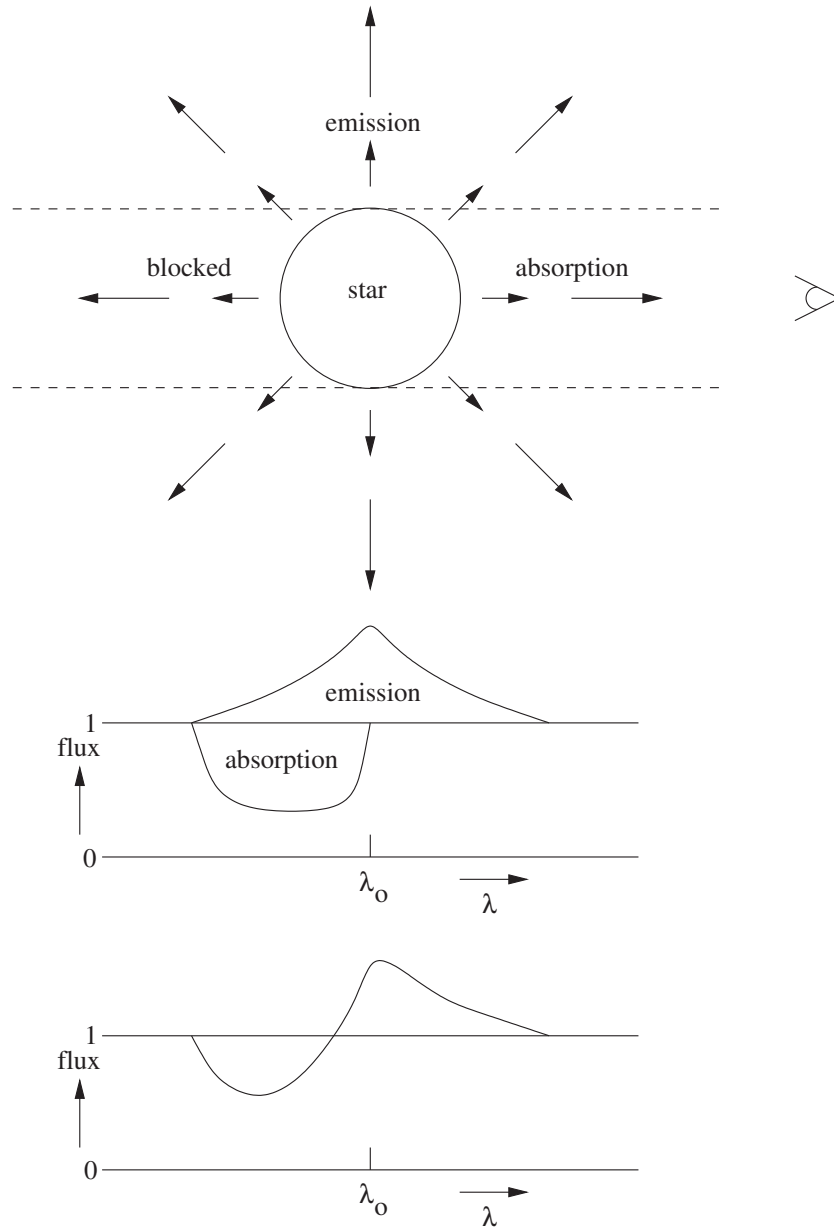 emission
blocked
star
absorption
emission
1
flux
absorption
0
λo
λ
1
flux
0
λo
λ